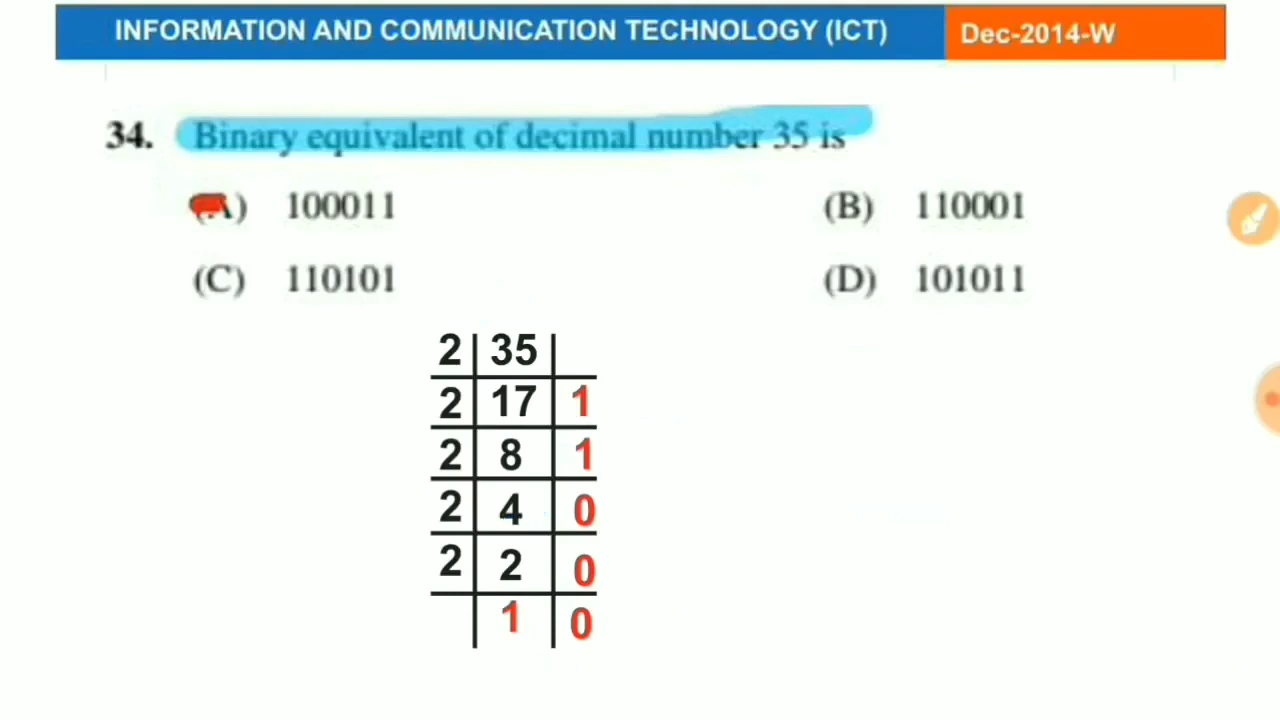 INFORMATION AND COMMUNICATION TECHNOLOGY (ICT) Dec-2014-W
34. Binary equivalent of decimal number 35 is
(A) 100011 (B) 110001
(C) 110101 (D) 101011
2 35
2 17 1
2 8 1
2 4 0
2 2 0
1 0